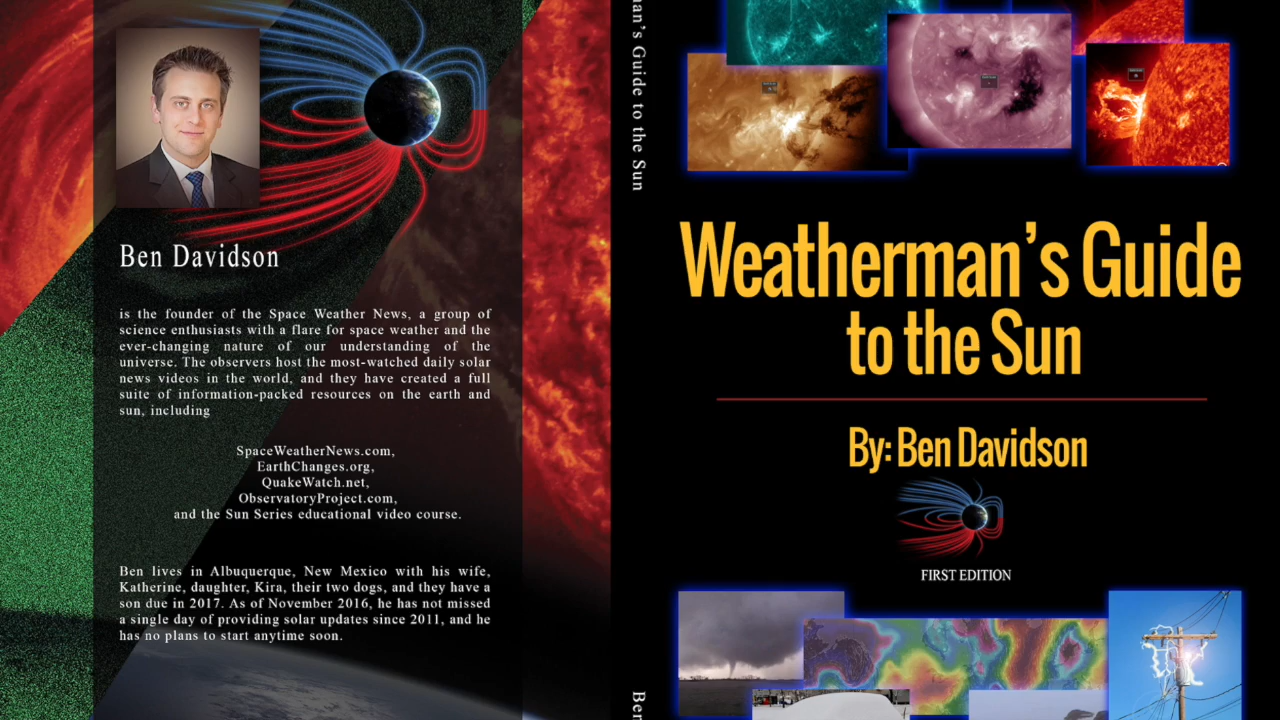 Ben Davidson
is the founder of the Space Weather News, a group of
science enthusiasts with a flare for space weather and the
ever-changing nature of our understanding of the
universe. The observers host the most-watched daily solar
news videos in the world, and they have created a full
suite of information-packed resources on the earth and
sun, including
SpaceWeatherNews.com,
EarthChanges.org,
QuakeWatch.net,
ObservatoryProject.com,
and the Sun Series educational video course.
Ben lives in Albuquerque, New Mexico with his wife,
Katherine, daughter, Kira, their two dogs, and they have a
son due in 2017. As of November 2016, he has not missed
a single day of providing solar updates since 2011, and he
has no plans to start anytime soon.
man's Guide to the Sun
Ben
Weatherman's Guide
to the Sun
By: Ben Davidson
FIRST EDITION